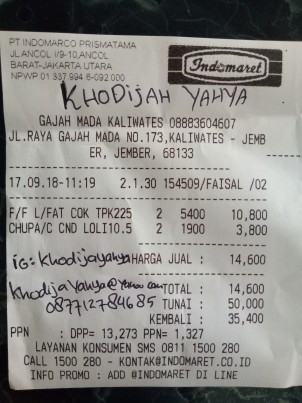 PT INDOMARCO PRISMATAMA
JL.ANCOL I/9-10,ANCOL
BARAT-JAKARTA UTARA
NPWP 01.337.994.6-092.000
Indomaret
KHODIJAH YAHYA
GAJAH MADA KALIWATES 08883604607
JL.RAYA GAJAH MADA NO.173,KALIWATES - JEMB
ER, JEMBER, 68133
17.09.18-11:19 2.1.30 154509/FAISAL /02
F/F L/FAT COK TPK225 2 5400 10,800
CHUPA/C CND LOLI10.5 2 1900 3,800
iG: Khodijayahya HARGA JUAL : 14,600
Khodijayahya@yahoo.com TOTAL : 14,600
087712784685 TUNAI : 50,000
KEMBALI : 35,400
PPN : DPP= 13,273 PPN= 1,327
LAYANAN KONSUMEN SMS 0811 1500 280
CALL 1500 280 - KONTAK@INDOMARET.CO.ID
INFO PROMO : ADD @INDOMARET DI LINE